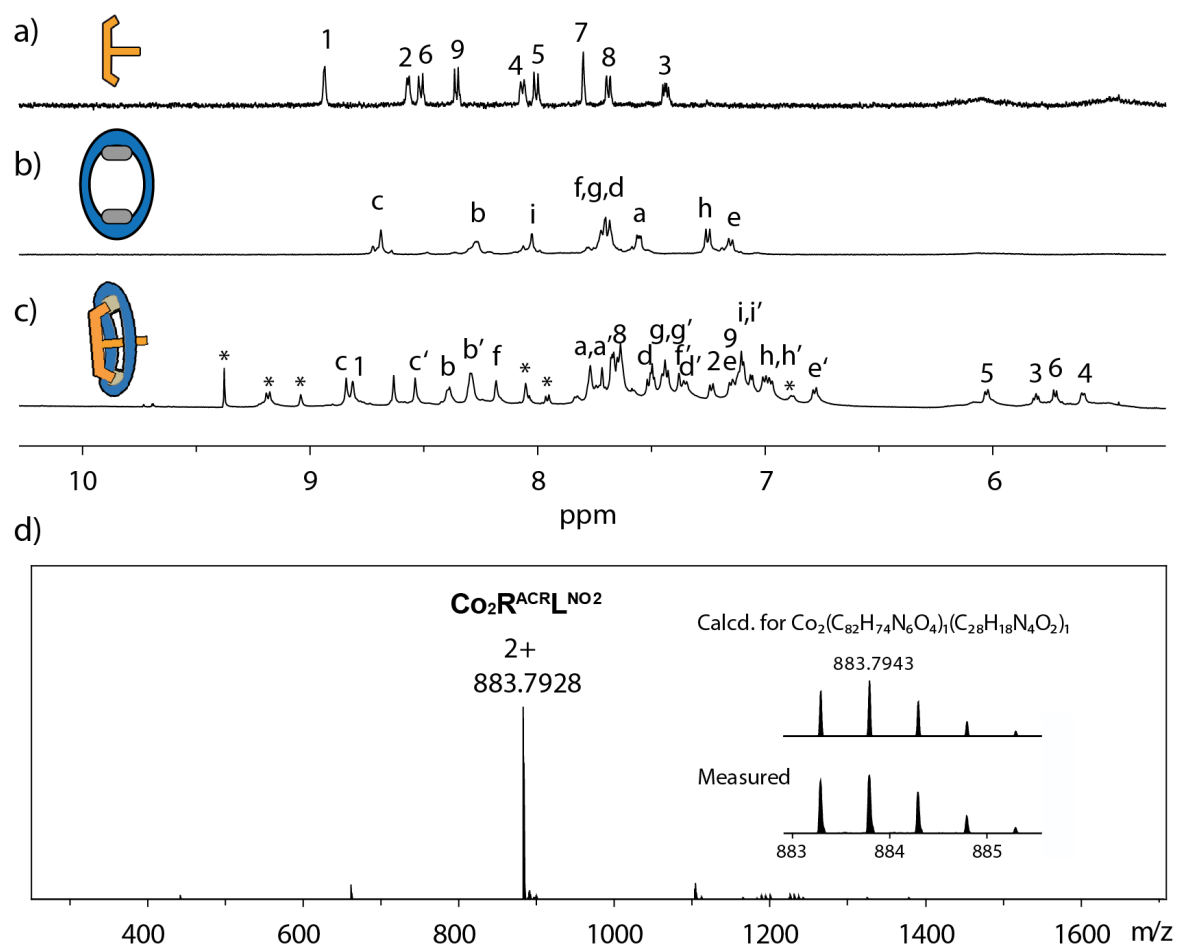 a)
1
2
6
9
4
5
7
8
3
b)
c
b
i
f,g,d
a
h
e
c)
*
*
*
c
1
c'
b
b'
f
*
*
a,a'
8
d
g,g'
f'
d'
2
9
e
i,i'
h,h'
*
e'
5
3
6
4
10
9
8
7
6
ppm
d)
Co₂RᴬᶜᴿLᴺᴼ²
2+
883.7928
Calcd. for Co₂(C₈₂H₇₄N₆O₄)₁(C₂₈H₁₈N₄O₂)₁
883.7943
Measured
883
884
885
400
600
800
1000
1200
1400
1600
m/z